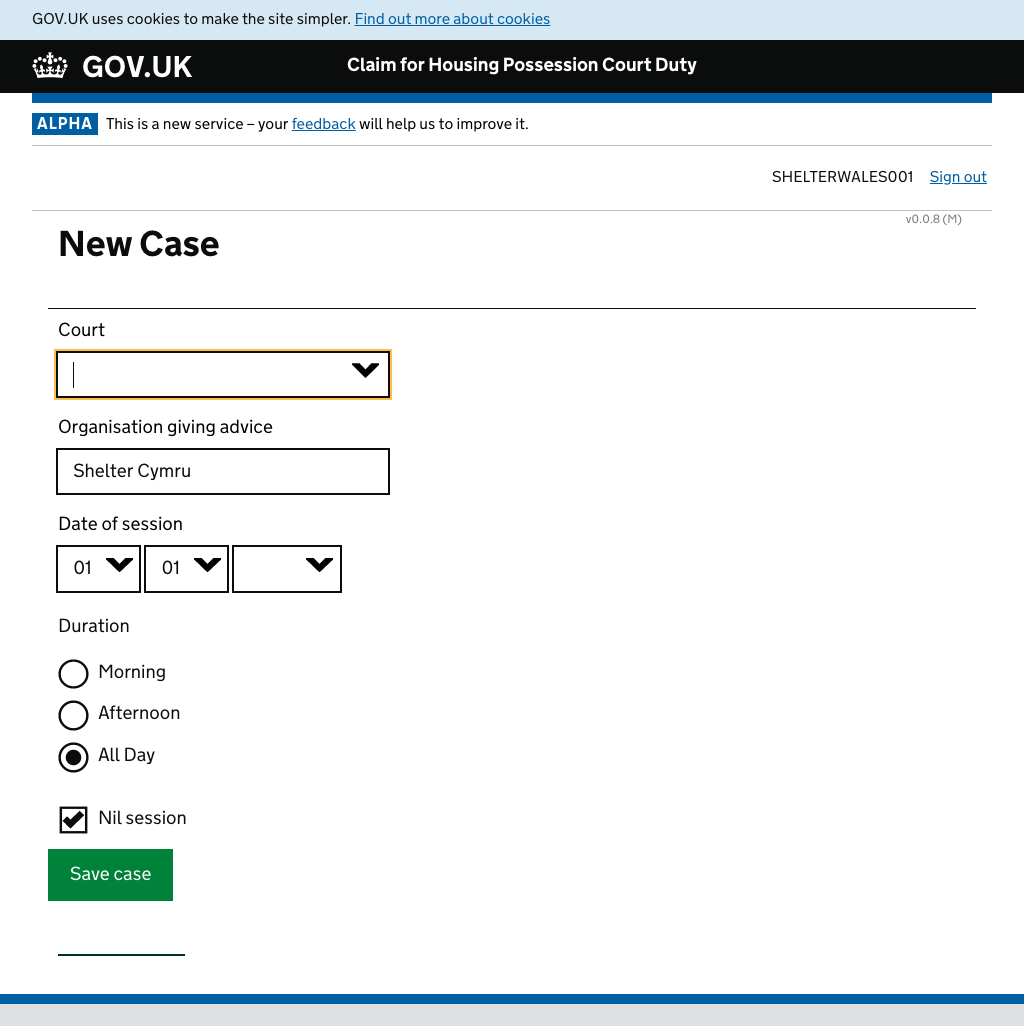 GOV.UK uses cookies to make the site simpler. Find out more about cookies
GOV.UK
Claim for Housing Possession Court Duty
ALPHA This is a new service – your feedback will help us to improve it.
SHELTERWALES001 Sign out
v0.0.8 (M)
New Case
Court
Organisation giving advice
Shelter Cymru
Date of session
01 01
Duration
Morning
Afternoon
All Day
Nil session
Save case